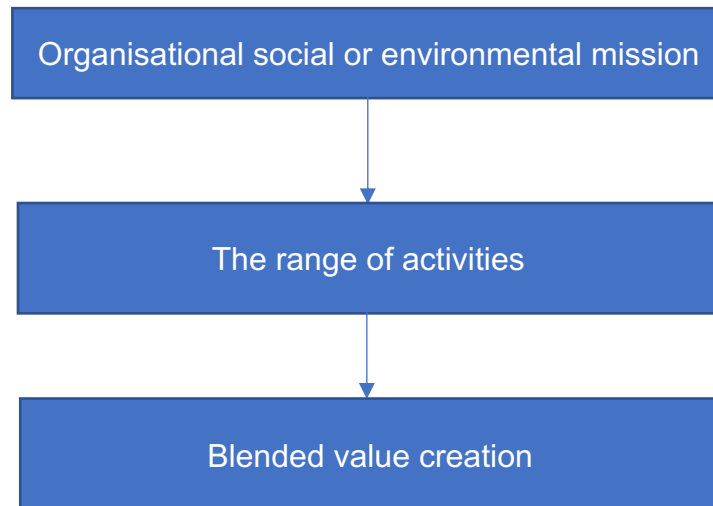 Organisational social or environmental mission
The range of activities
Blended value creation